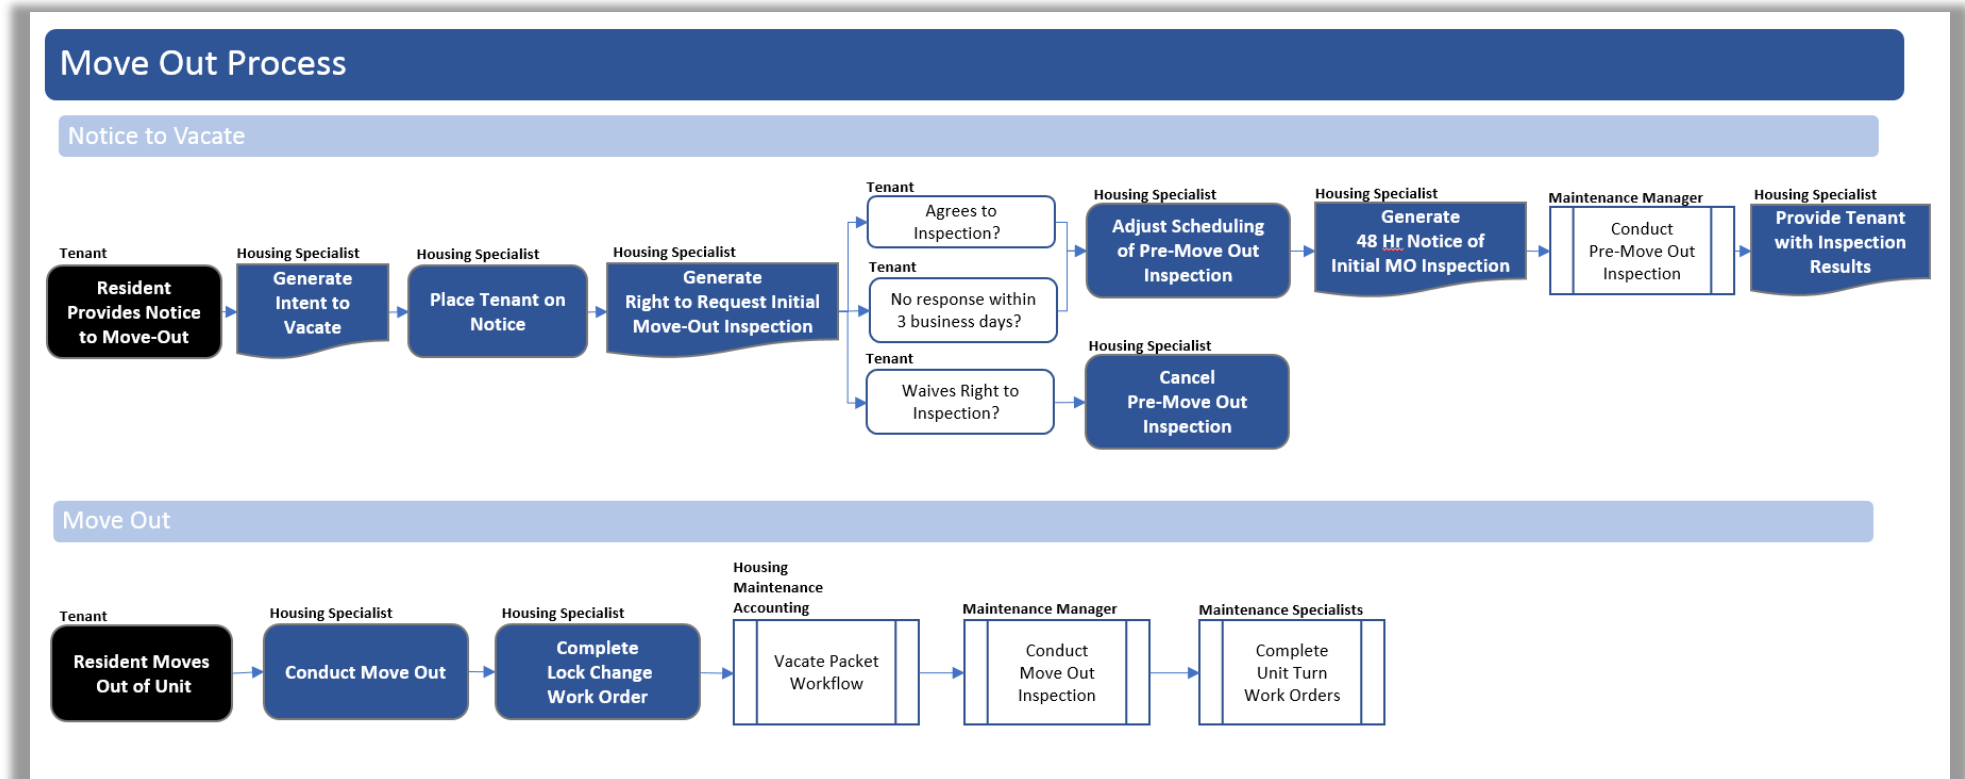 Move Out Process
Notice to Vacate
Tenant
Resident
Provides Notice
to Move-Out
Housing Specialist
Generate
Intent to
Vacate
Housing Specialist
Place Tenant on
Notice
Housing Specialist
Generate
Right to Request Initial
Move-Out Inspection
Tenant
Agrees to
Inspection?
Tenant
No response within
3 business days?
Tenant
Waives Right to
Inspection?
Housing Specialist
Adjust Scheduling
of Pre-Move Out
Inspection
Housing Specialist
Cancel
Pre-Move Out
Inspection
Housing Specialist
Generate
48 Hr Notice of
Initial MO Inspection
Maintenance Manager
Conduct
Pre-Move Out
Inspection
Housing Specialist
Provide Tenant
with Inspection
Results
Move Out
Tenant
Resident Moves
Out of Unit
Housing Specialist
Conduct Move Out
Housing Specialist
Complete
Lock Change
Work Order
Housing
Maintenance
Accounting
Vacate Packet
Workflow
Maintenance Manager
Conduct
Move Out
Inspection
Maintenance Specialists
Complete
Unit Turn
Work Orders